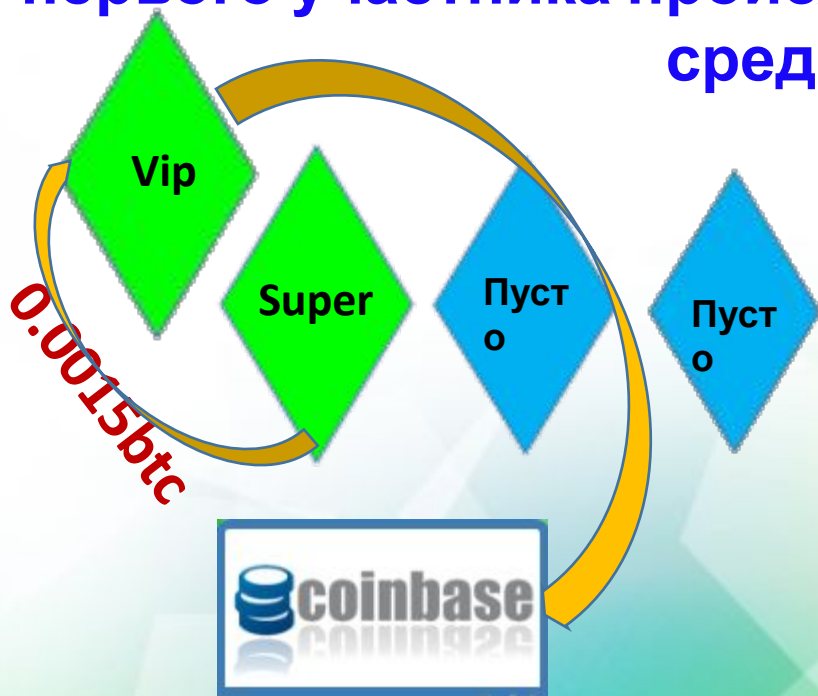 сред
Vip
Super
Пуст
о
Пуст
о
0.0015btc
coinbase